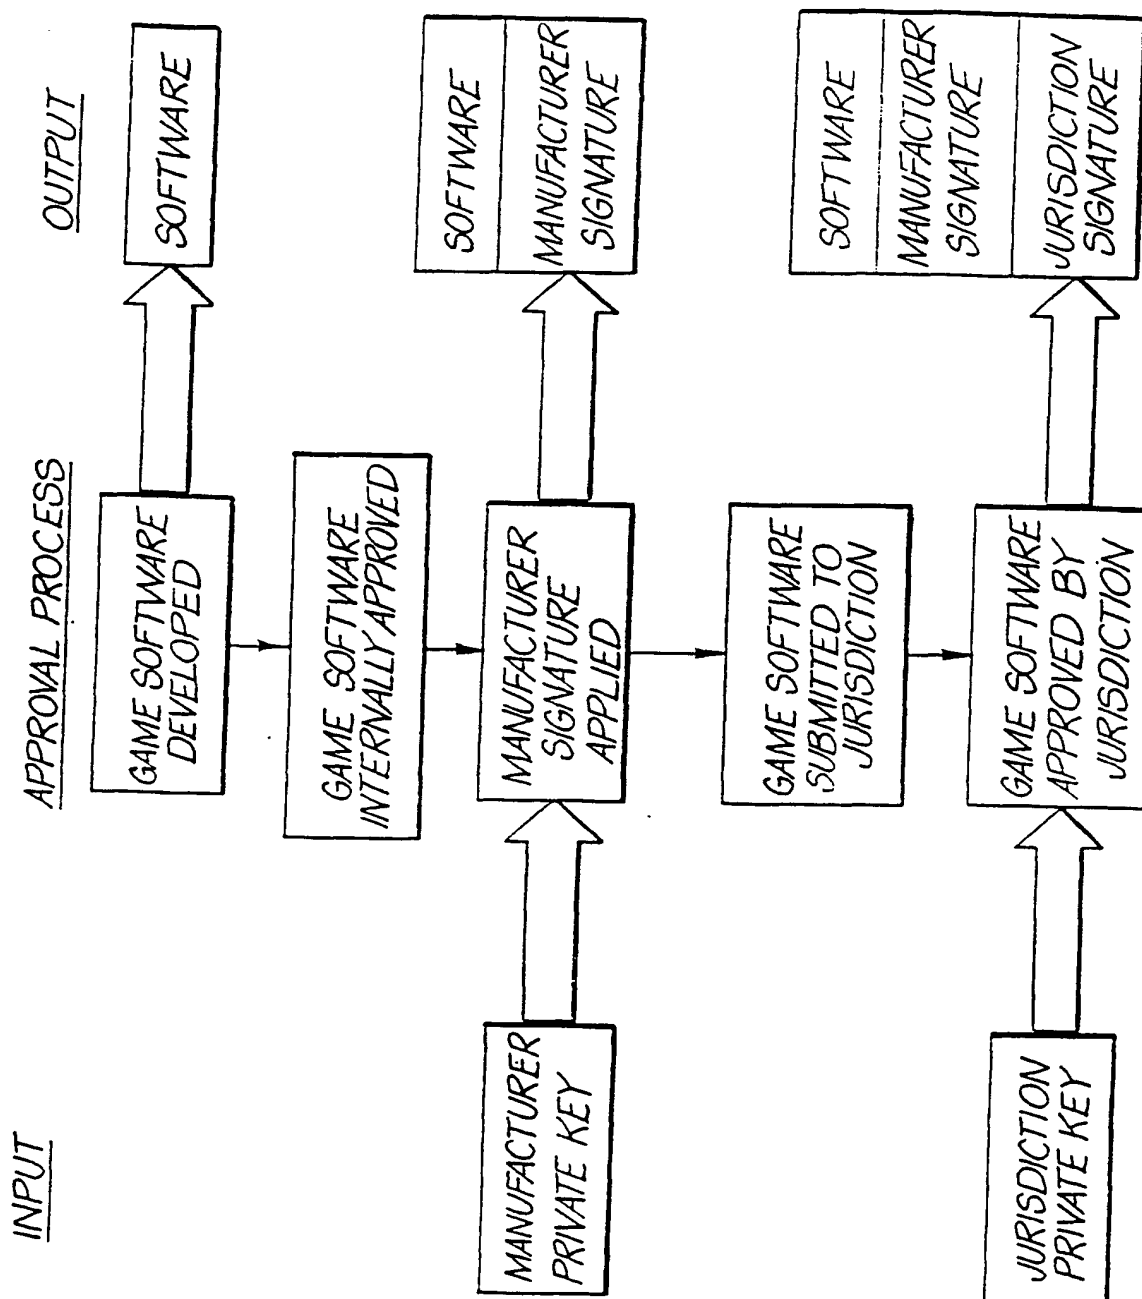 INPUT
APPROVAL PROCESS
OUTPUT
GAME SOFTWARE
DEVELOPED
SOFTWARE
GAME SOFTWARE
INTERNALLY APPROVED
MANUFACTURER
PRIVATE KEY
MANUFACTURER
SIGNATURE
APPLIED
SOFTWARE
MANUFACTURER
SIGNATURE
GAME SOFTWARE
SUBMITTED TO
JURISDICTION
JURISDICTION
PRIVATE KEY
GAME SOFTWARE
APPROVED BY
JURISDICTION
SOFTWARE
MANUFACTURER
SIGNATURE
JURISDICTION
SIGNATURE